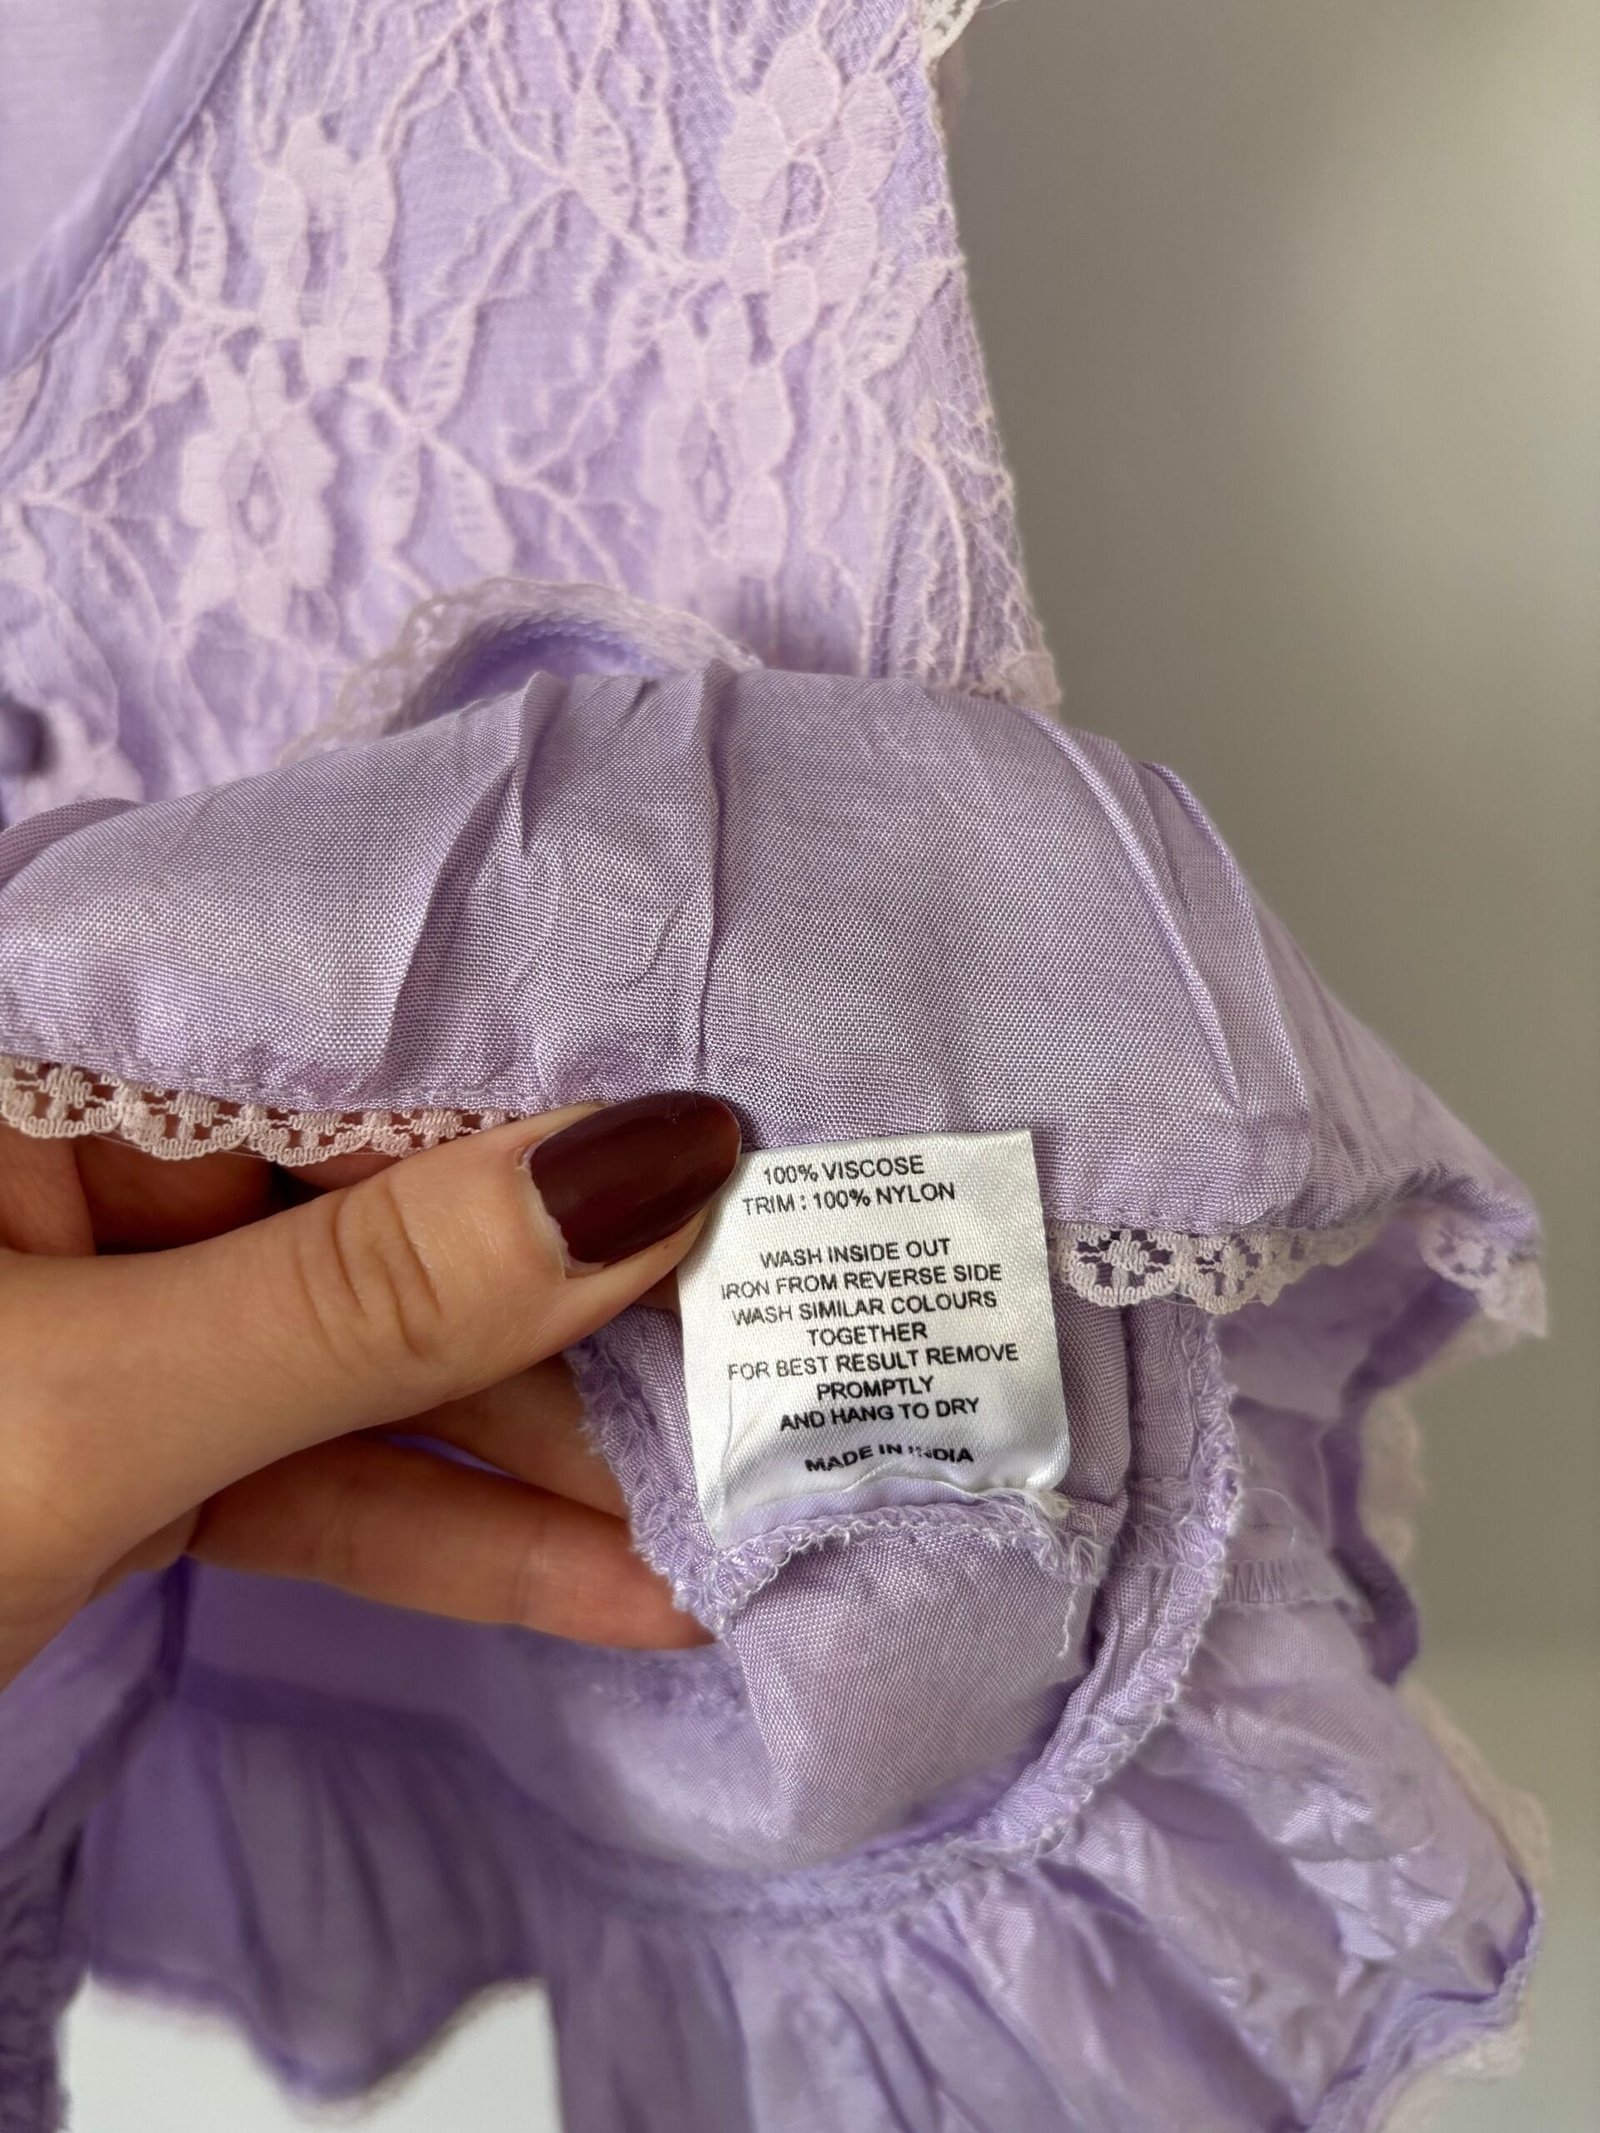 100% VISCOSE
TRIM : 100% NYLON
WASH INSIDE OUT
IRON FROM REVERSE SIDE
WASH SIMILAR COLOURS
TOGETHER
FOR BEST RESULT REMOVE
PROMPTLY
AND HANG TO DRY
MADE IN INDIA